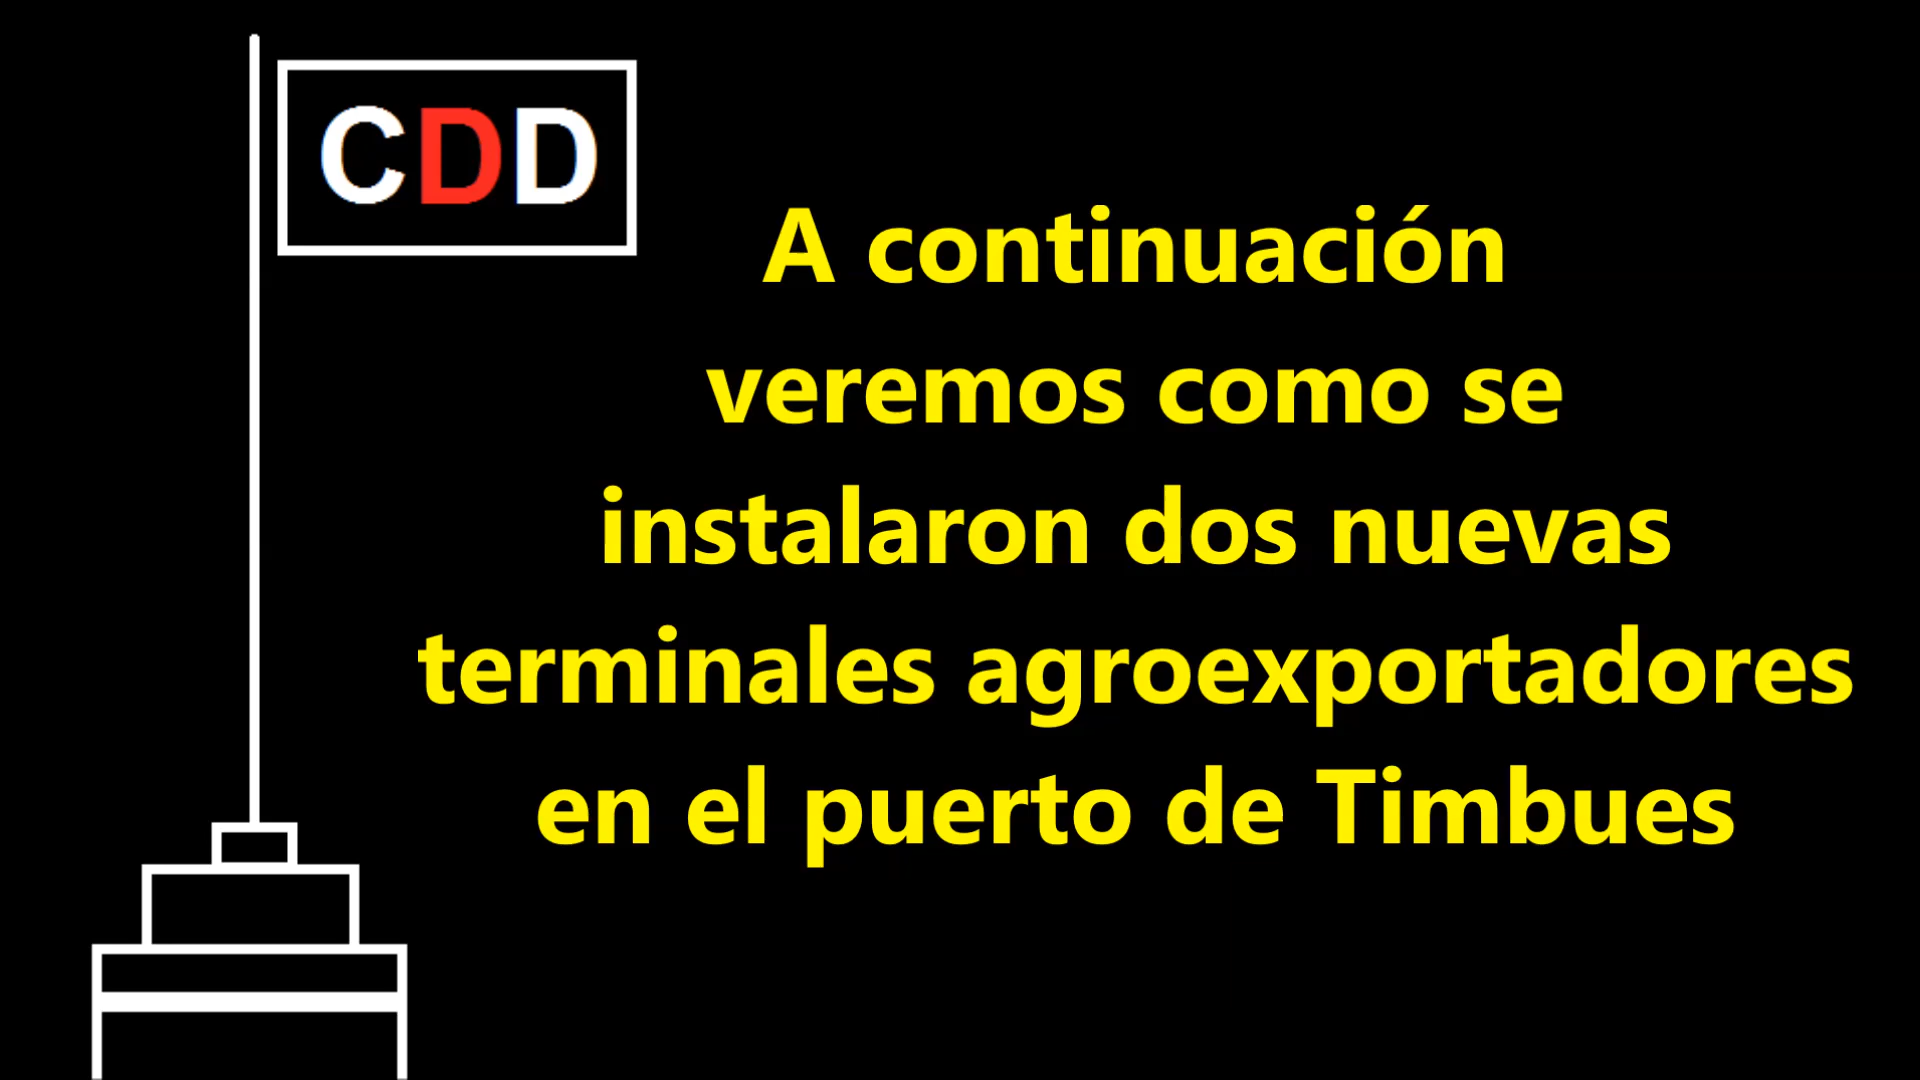 CDD
A continuación
veremos como se
instalaron dos nuevas
terminales agroexportadores
en el puerto de Timbues